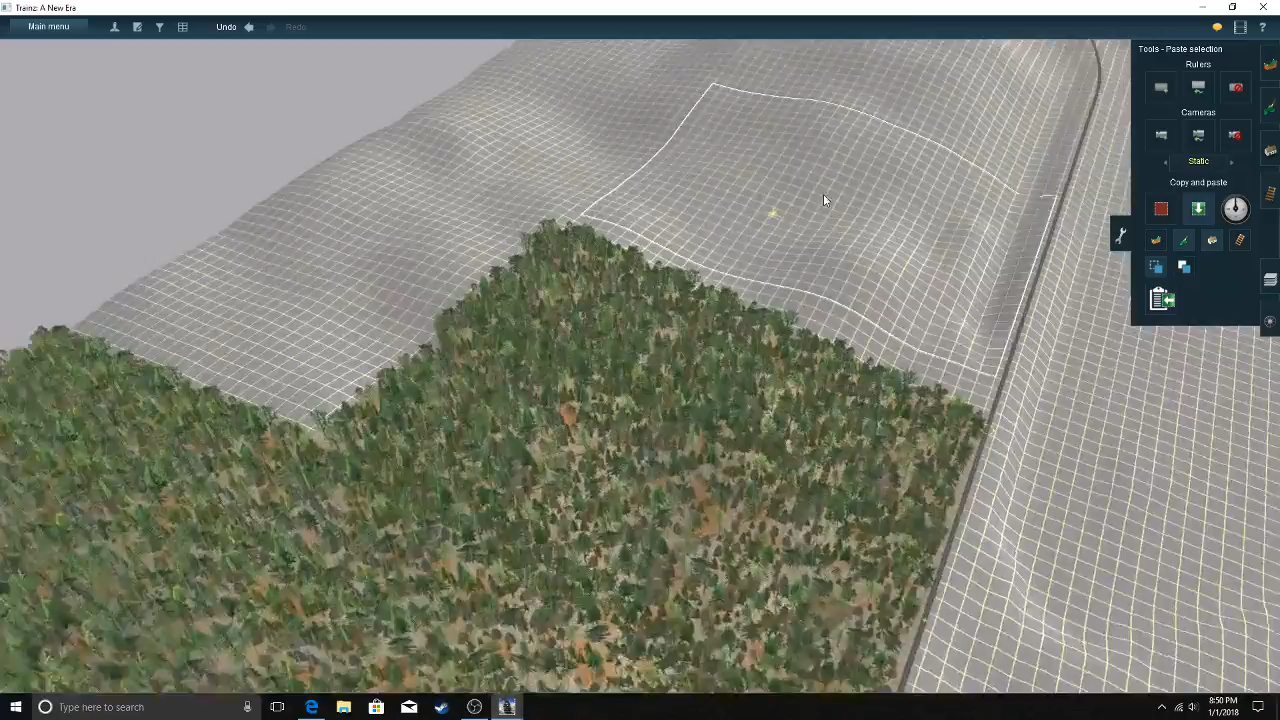 Trainz: A New Era
Main menu
Undo
Redo
Tools - Paste selection
Rulers
Cameras
Static
Copy and paste
Type here to search
8:50 PM
1/1/2018